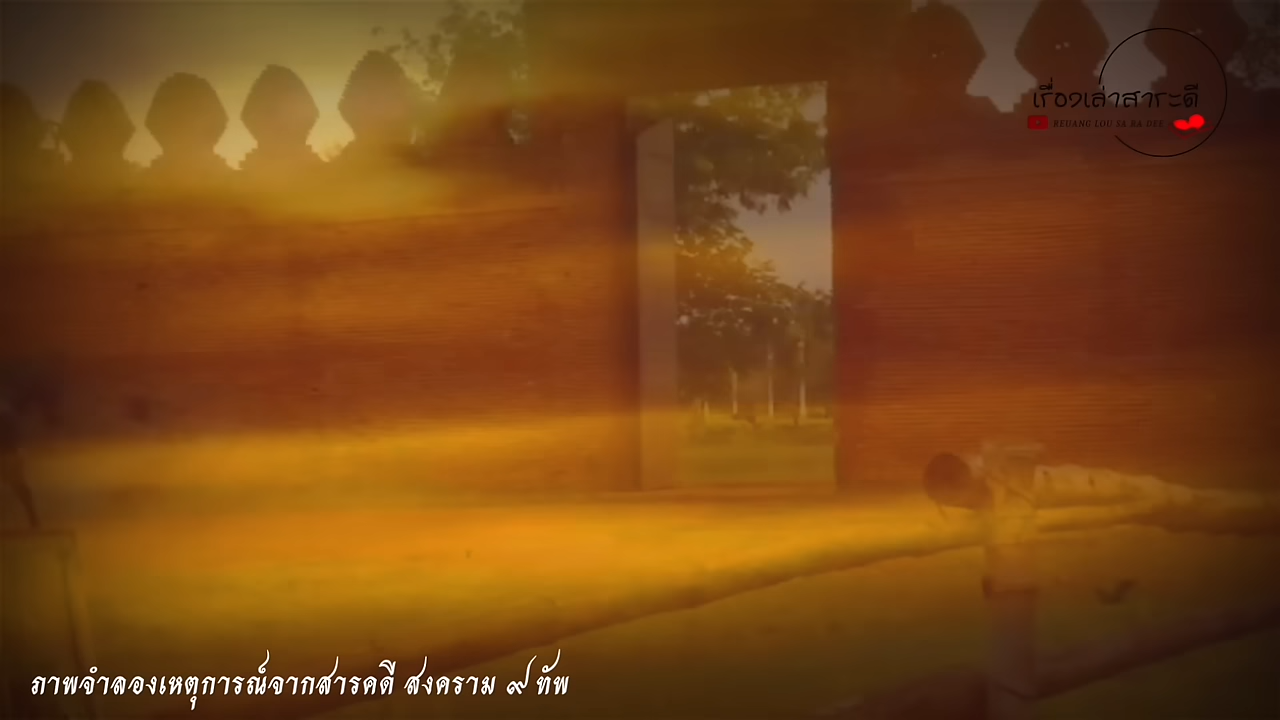 เรื่องเล่าสาระดี
REUANG LOU SA RA DEE
ภาพจำลองเหตุการณ์จากสารคดี สงคราม ๙ ทัพ